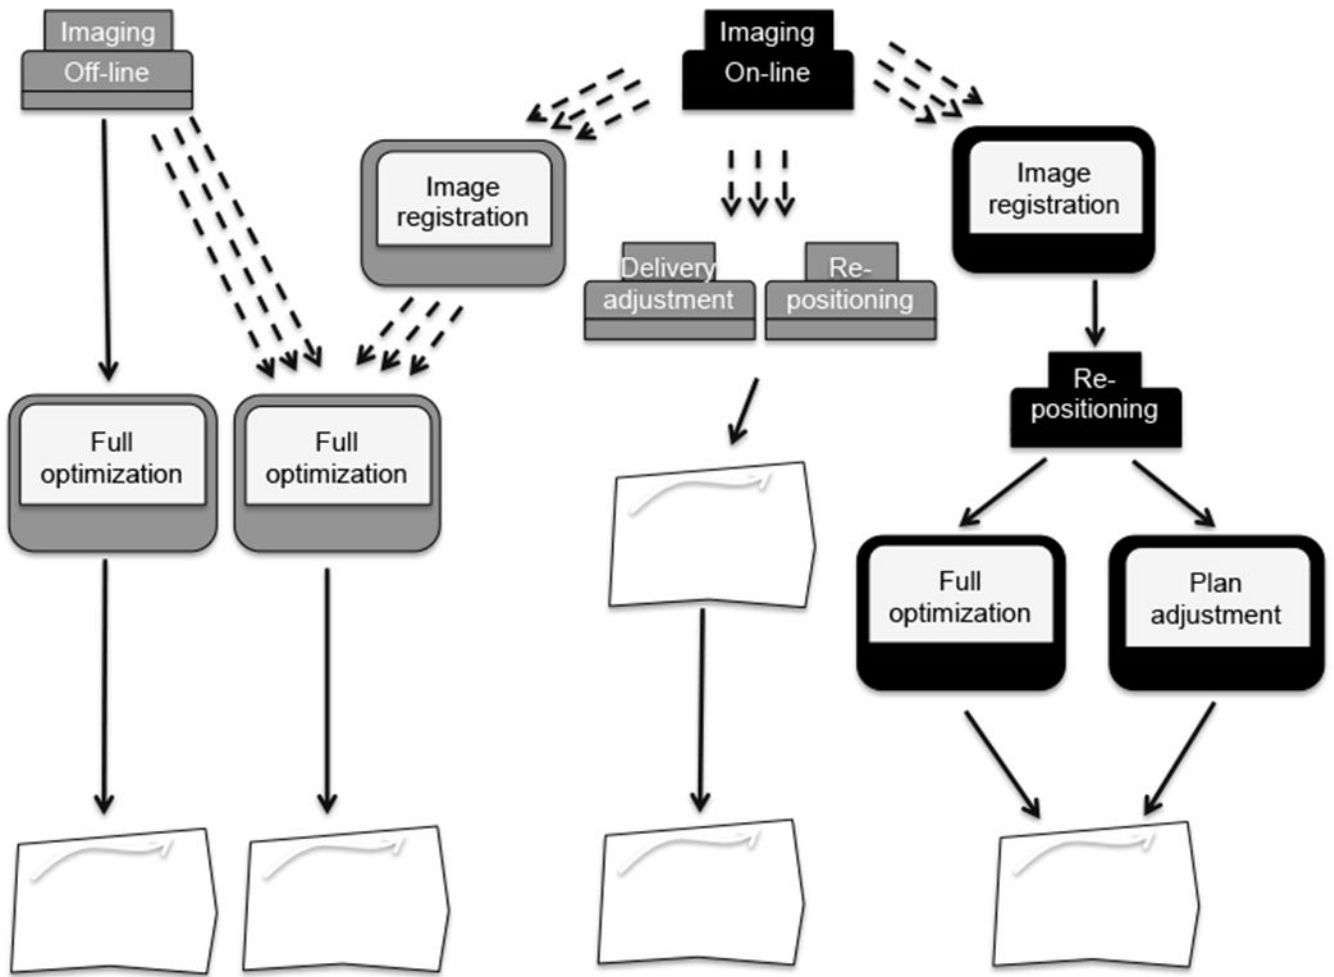 Imaging
Off-line
Imaging
On-line
Image
registration
Image
registration
Delivery
adjustment
Re-
positioning
Re-
positioning
Full
optimization
Full
optimization
Full
optimization
Plan
adjustment